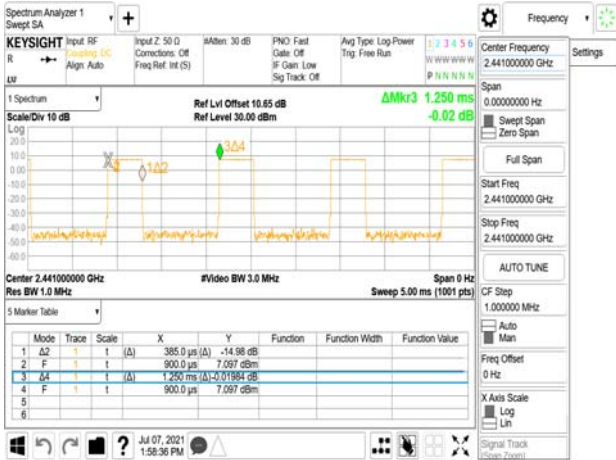 Spectrum Analyzer 1
Swept SA
Frequency
KEYSIGHT
Input: RF
Coupling: DC
Align: Auto
Input Z: 50 Ω
Corrections: Off
Freq Ref: Int (S)
#Atten: 30 dB
PNO: Fast
Gate: Off
IF Gain: Low
Sig Track: Off
Avg Type: Log-Power
Trig: Free Run
1 2 3 4 5 6
W W W W W W
P N N N N N
1 Spectrum
Scale/Div 10 dB
Ref Lvl Offset 10.65 dB
Ref Level 30.00 dBm
ΔMkr3 1.250 ms
-0.02 dB
Log
20.0
10.0
0.00
-10.0
-20.0
-30.0
-40.0
-50.0
-60.0
1Δ2
3Δ4
Center 2.441000000 GHz
Res BW 1.0 MHz
#Video BW 3.0 MHz
Span 0 Hz
Sweep 5.00 ms (1001 pts)
5 Marker Table
Mode Trace Scale X Y Function Function Width Function Value
1 Δ2 1 t (Δ) 385.0 µs (Δ) -14.98 dB
2 F 1 t 900.0 µs 7.097 dBm
3 Δ4 1 t (Δ) 1.250 ms (Δ) -0.01984 dB
4 F 1 t 900.0 µs 7.097 dBm
5
6
Jul 07, 2021
1:58:36 PM
Center Frequency
2.441000000 GHz
Settings
Span
0.00000000 Hz
Swept Span
Zero Span
Full Span
Start Freq
2.441000000 GHz
Stop Freq
2.441000000 GHz
AUTO TUNE
CF Step
1.000000 MHz
Auto
Man
Freq Offset
0 Hz
X Axis Scale
Log
Lin
Signal Track
(Span Zoom)